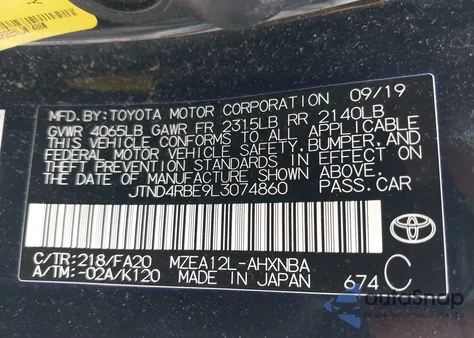 MFD.BY:TOYOTA MOTOR CORPORATION 09/19
GVWR 4065LB GAWR FR 2315LB RR 2140LB
THIS VEHICLE CONFORMS TO ALL APPLICABLE
FEDERAL MOTOR VEHICLE SAFETY,BUMPER,AND
THEFT PREVENTION STANDARDS IN EFFECT ON
THE DATE OF MANUFACTURE SHOWN ABOVE.
JTND4RBE9L3074860 PASS.CAR
C/TR:218/FA20 MZEA12L-AHXNBA
A/TM:-02A/K120 MADE IN JAPAN 674 C
TOYOTA
autoSnap